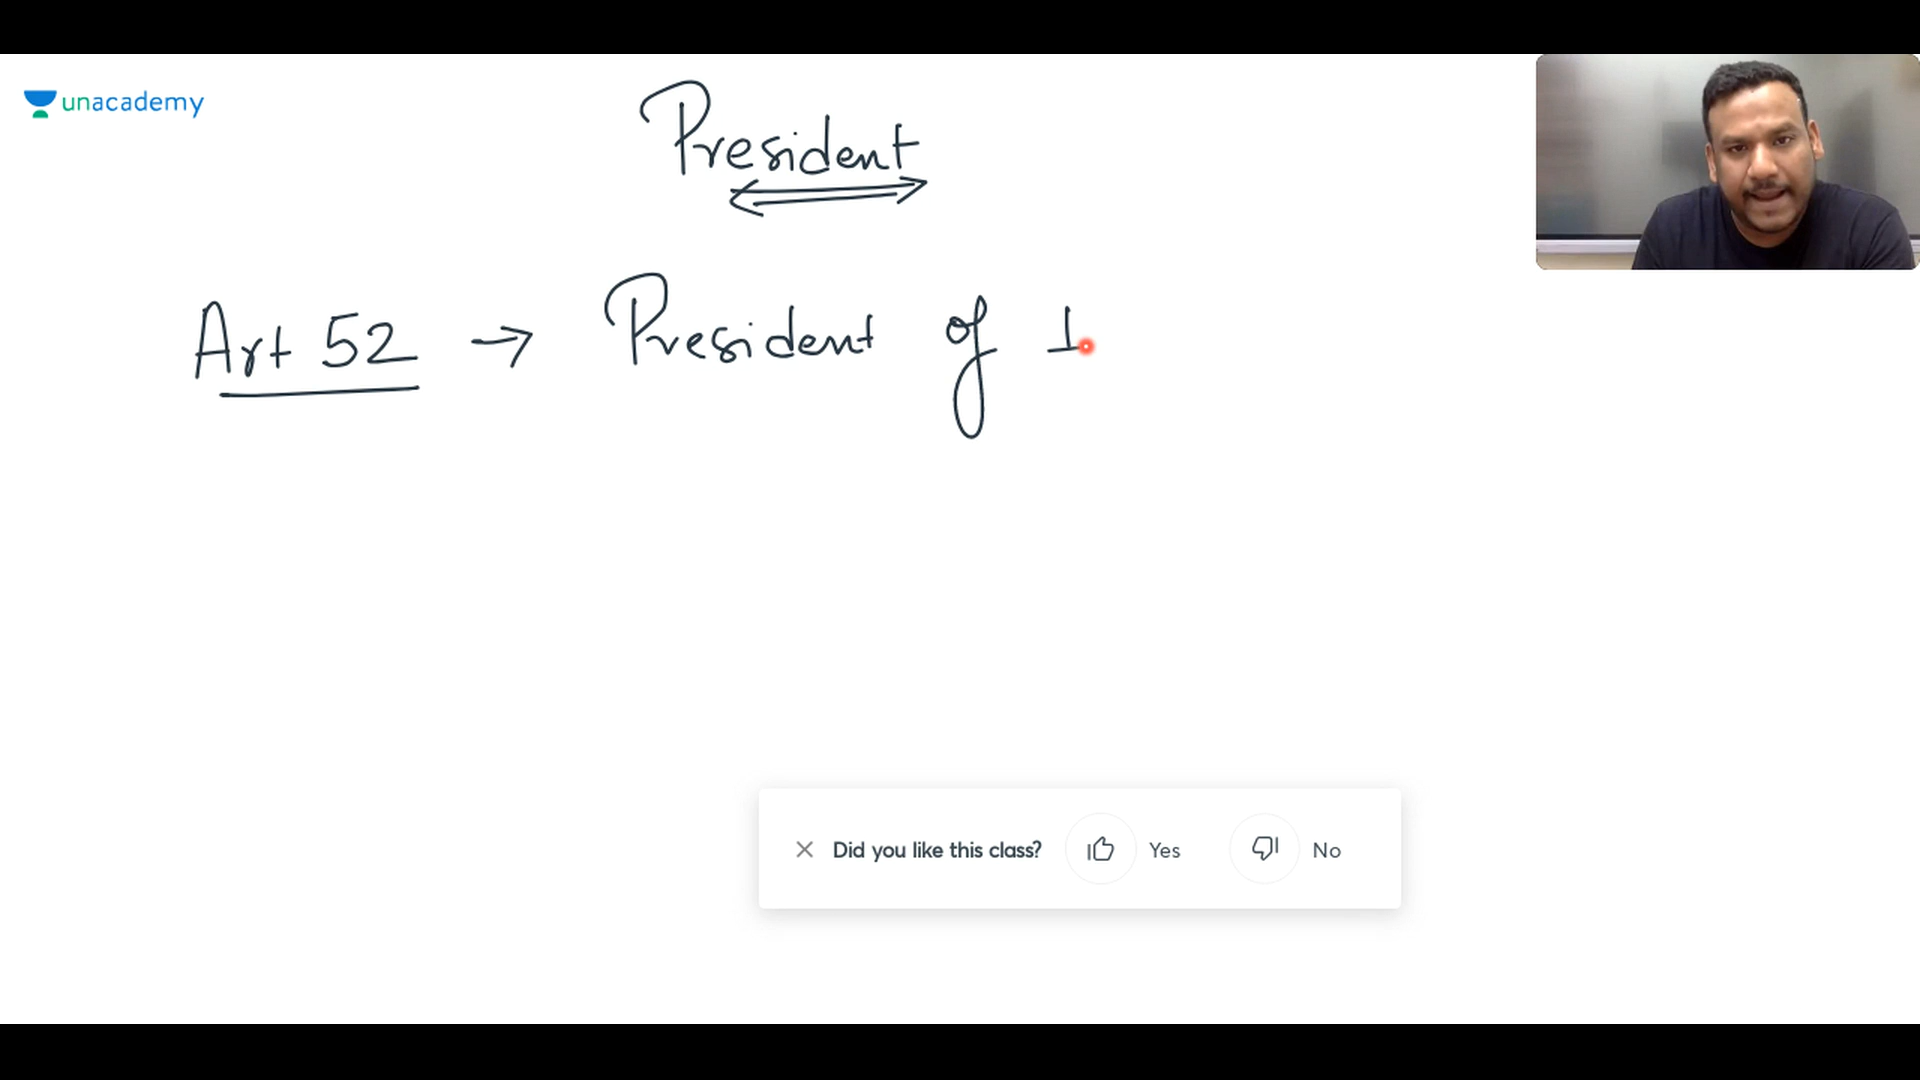 unacademy
President
Art 52 → President of I
Did you like this class? Yes No